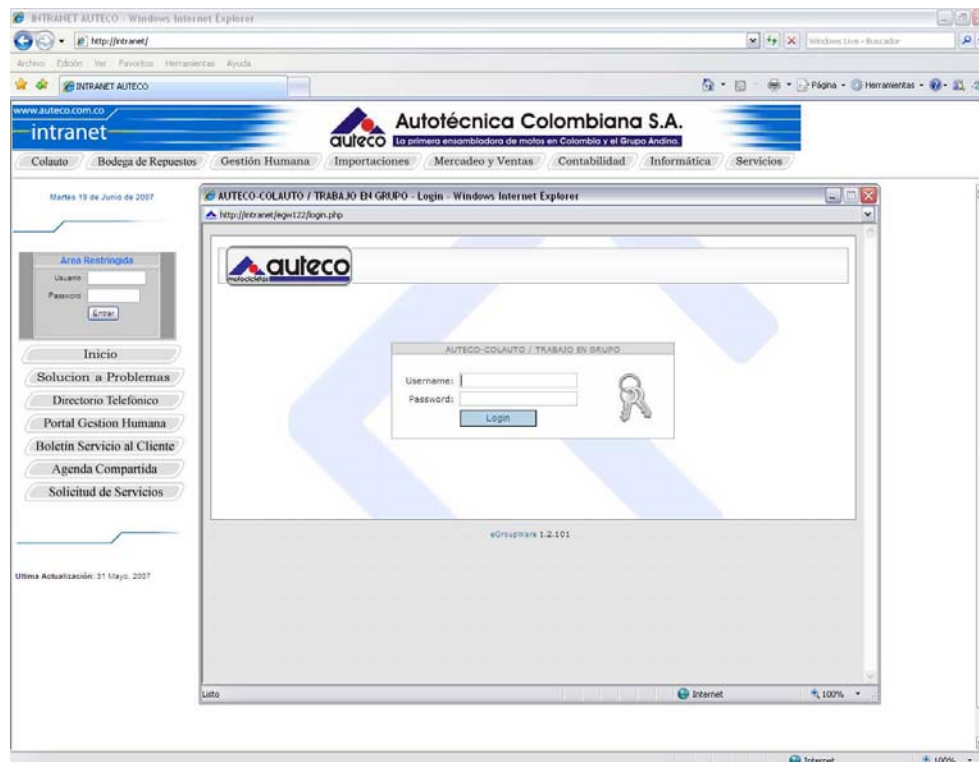 INTRANET AUTECO - Windows Internet Explorer
http://intranet/
Windows Live - Buscador
Archivo Edición Ver Favoritos Herramientas Ayuda
INTRANET AUTECO
Página
Herramientas
www.auteco.com.co
intranet
auteco
Autotécnica Colombiana S.A.
La primera ensambladora de motos en Colombia y el Grupo Andino.
Colauto
Bodega de Repuestos
Gestión Humana
Importaciones
Mercadeo y Ventas
Contabilidad
Informática
Servicios
Martes 19 de Junio de 2007
Area Restringida
Usuario
Password
Entrar
Inicio
Solucion a Problemas
Directorio Telefonico
Portal Gestion Humana
Boletin Servicio al Cliente
Agenda Compartida
Solicitud de Servicios
Ultima Actualización: 31 Mayo, 2007
AUTECO-COLAUTO / TRABAJO EN GRUPO - Login - Windows Internet Explorer
http://intranet/egw122/login.php
auteco
motocicletas
AUTECO-COLAUTO / TRABAJO EN GRUPO
Username:
Password:
Login
eGroupWare 1.2.101
Listo
Internet
100%
Internet
100%